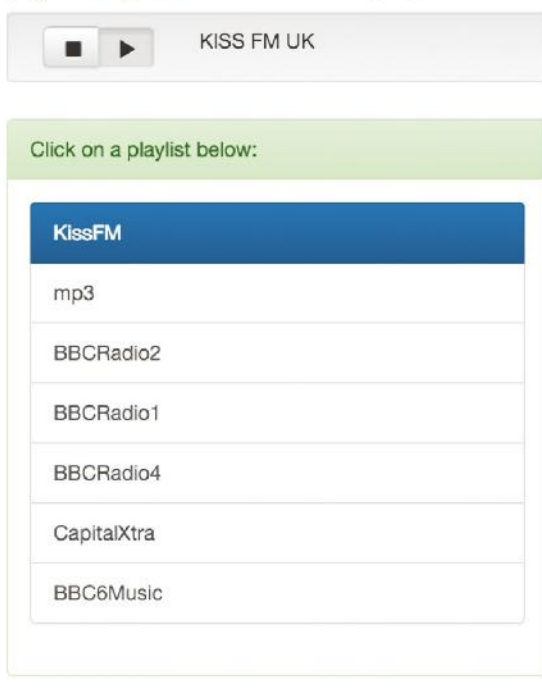 KISS FM UK
Click on a playlist below:
KissFM
mp3
BBCRadio2
BBCRadio1
BBCRadio4
CapitalXtra
BBC6Music